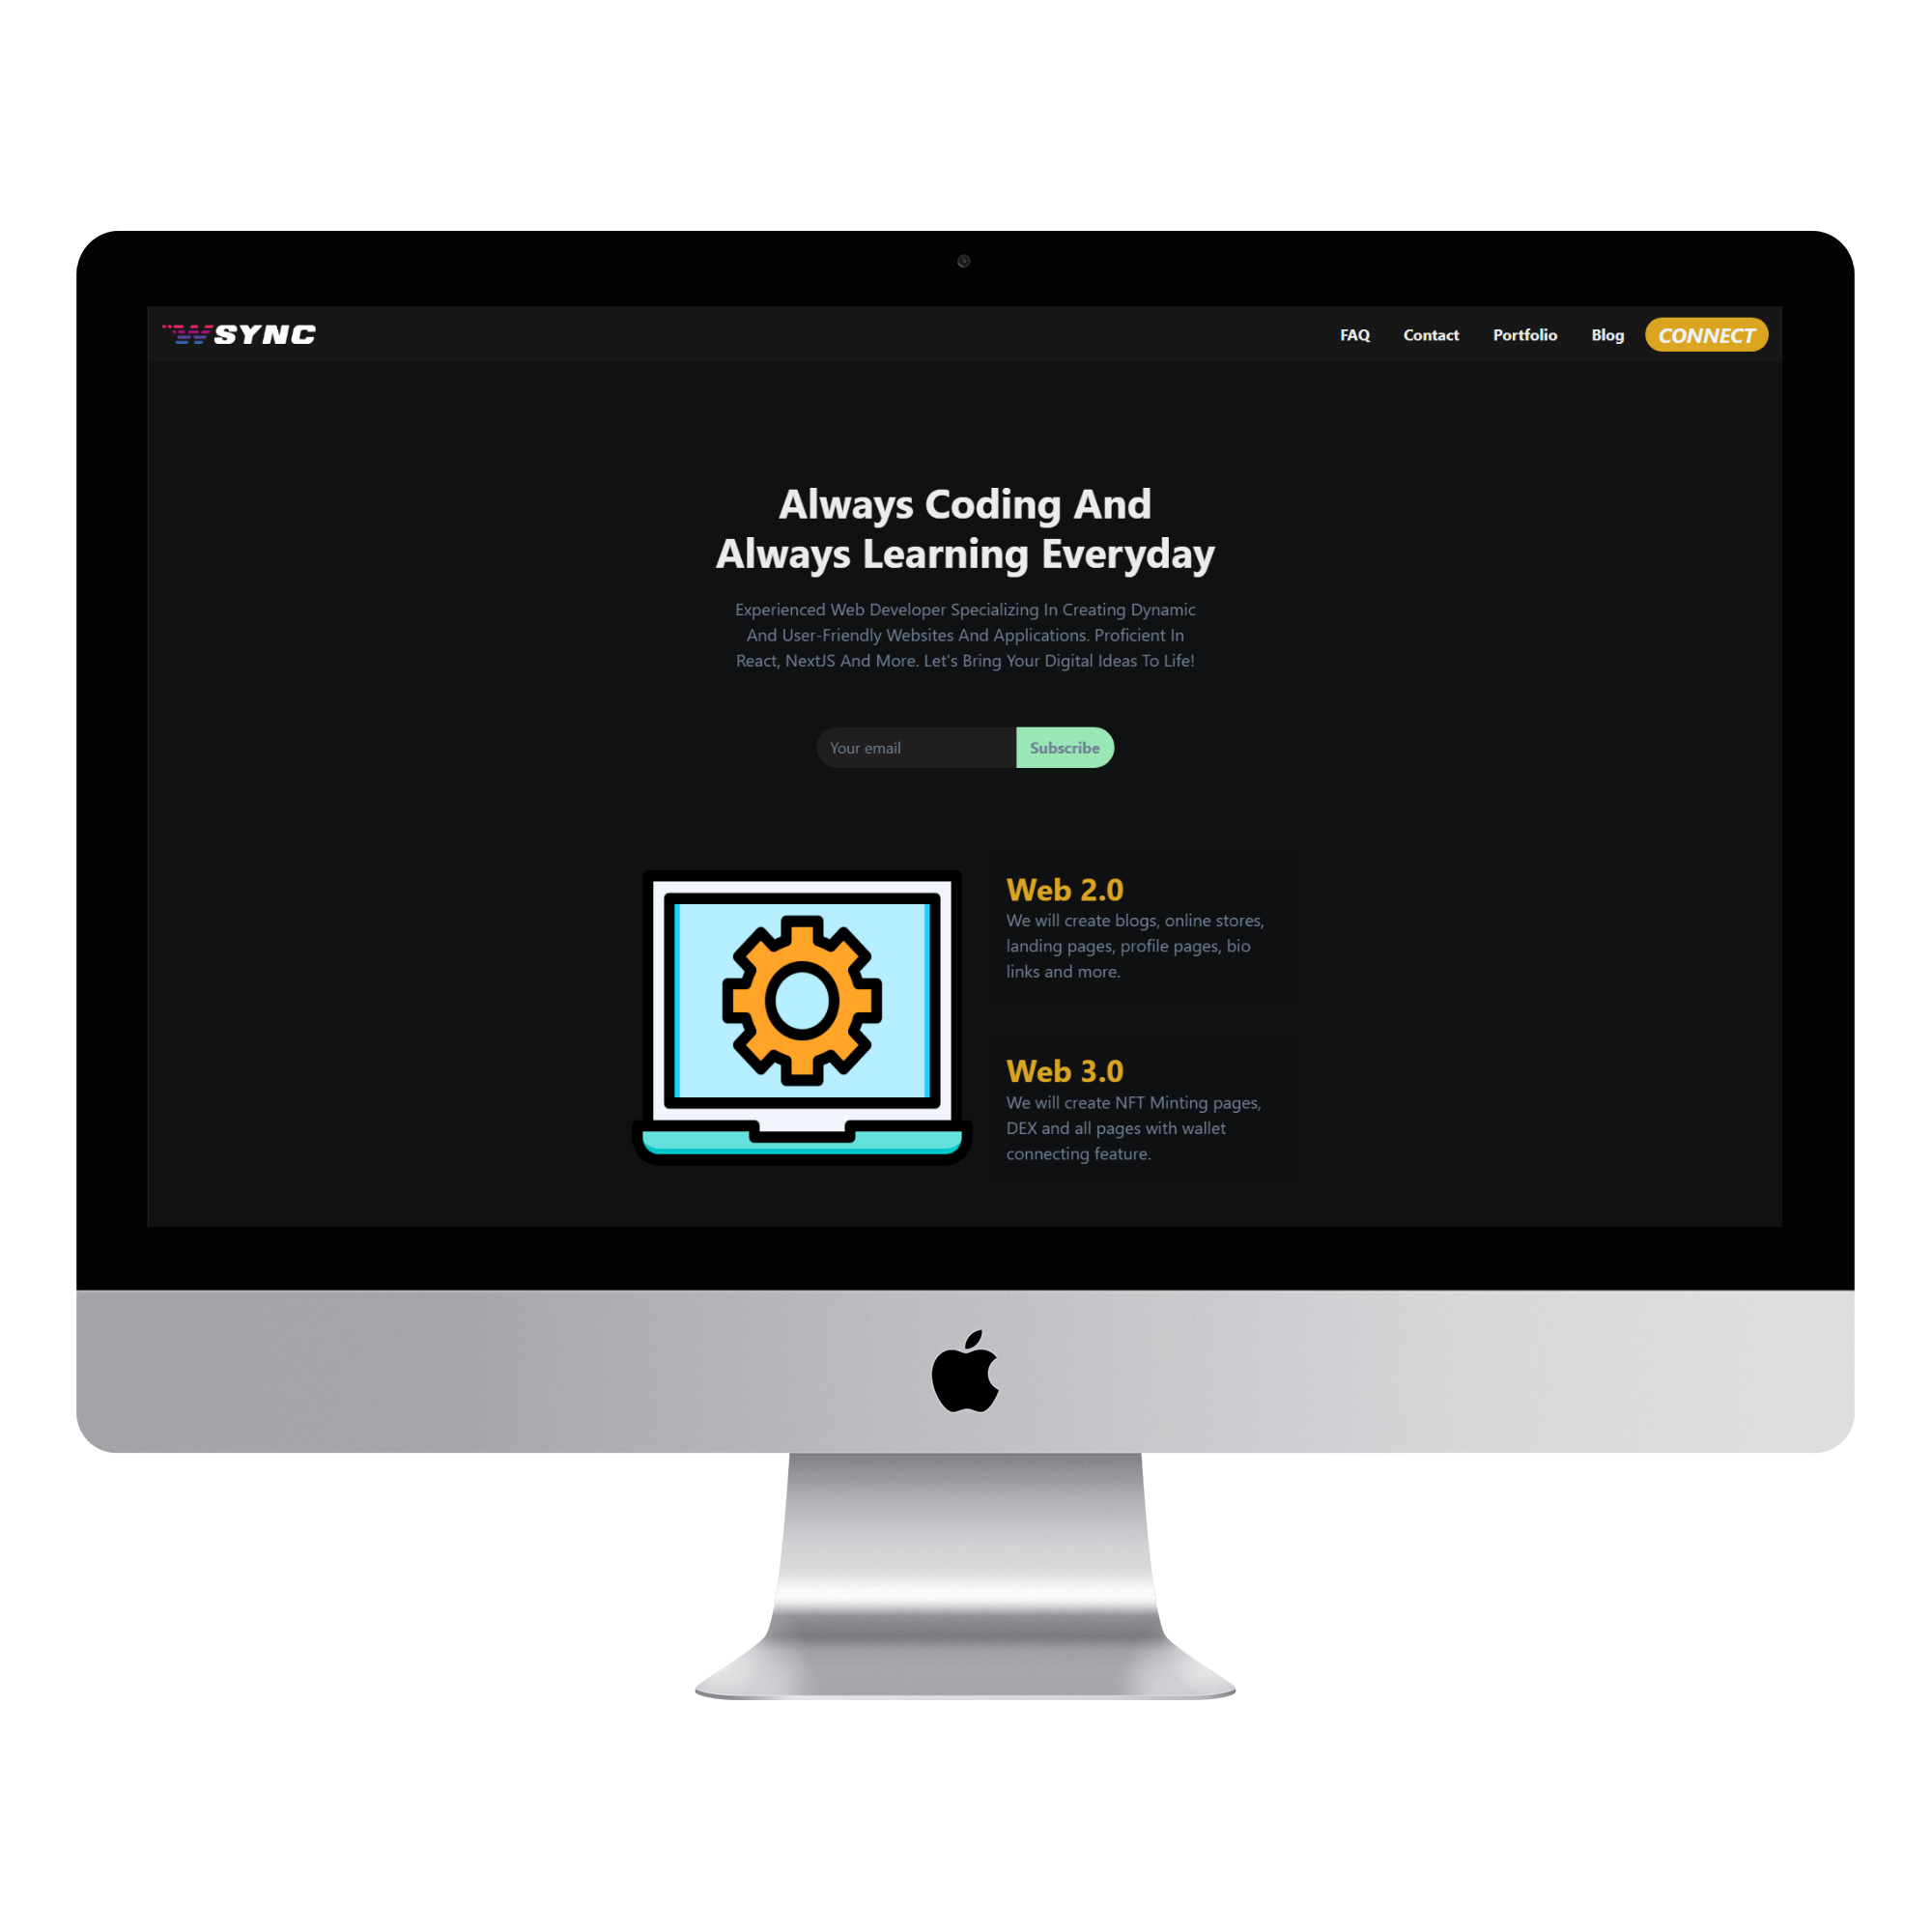 WSYNC
FAQ Contact Portfolio Blog CONNECT
Always Coding And
Always Learning Everyday
Experienced Web Developer Specializing In Creating Dynamic
And User-Friendly Websites And Applications. Proficient In
React, NextJS And More. Let's Bring Your Digital Ideas To Life!
Your email Subscribe
Web 2.0
We will create blogs, online stores,
landing pages, profile pages, bio
links and more.
Web 3.0
We will create NFT Minting pages,
DEX and all pages with wallet
connecting feature.